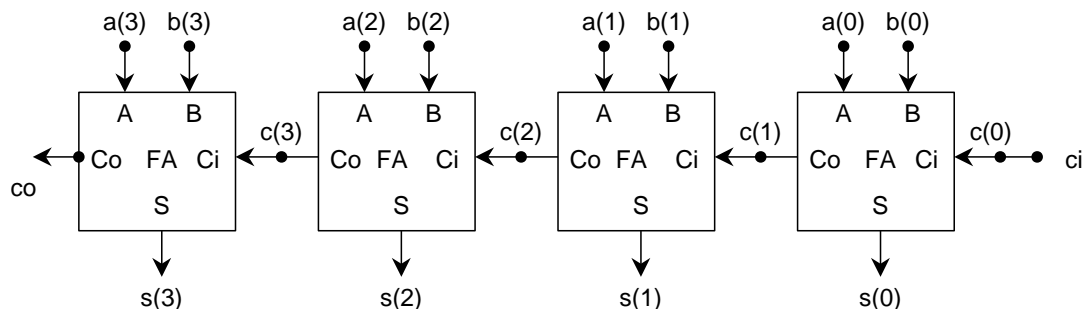 a(3) b(3) a(2) b(2) a(1) b(1) a(0) b(0)
A B A B A B A B
c(3) c(2) c(1) c(0)
co Co FA Ci Co FA Ci Co FA Ci Co FA Ci ci
S S S S
s(3) s(2) s(1) s(0)